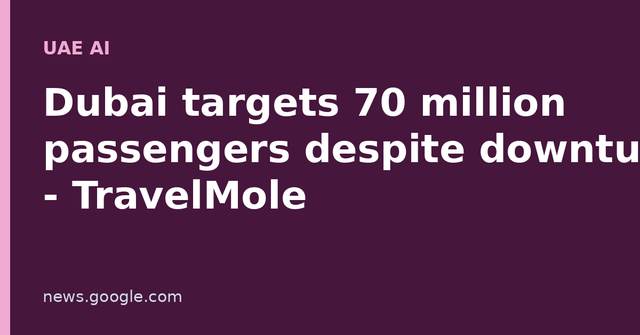 UAE AI
Dubai targets 70 million
passengers despite downtu
- TravelMole
news.google.com